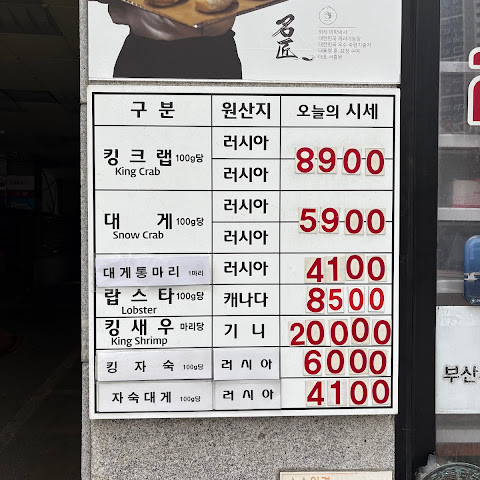 名匠
구 분 원산지 오늘의 시세
킹 크 랩 100g당 King Crab 러시아 러시아 8900
대 게 100g당 Snow Crab 러시아 러시아 5900
대게통마리 1마리 러시아 4100
랍 스 타 100g당 Lobster 캐나다 8500
킹 새 우 마리당 King Shrimp 기 니 20000
킹 자 숙 100g당 러 시 아 6000
자숙대게 100g당 러 시 아 4100
부산